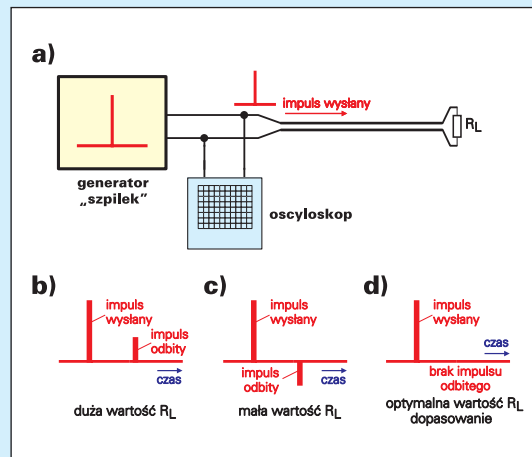 a)
impuls wysłany
RL
generator
„szpilek”
oscyloskop
b)
impuls
wysłany
impuls
odbity
czas
duża wartość RL
c)
impuls
wysłany
impuls
odbity
czas
mała wartość RL
d)
impuls
wysłany
czas
brak impulsu
odbitego
optymalna wartość RL
dopasowanie